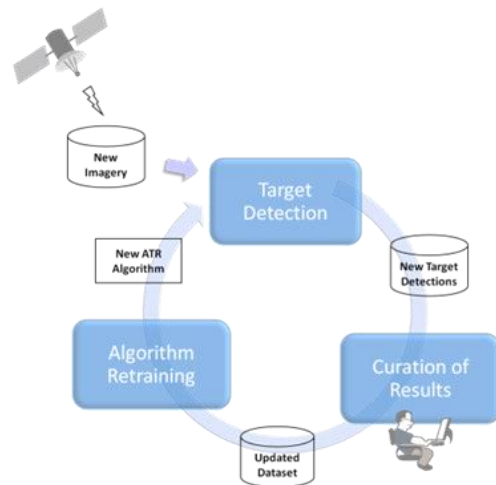 New
Imagery
Target
Detection
New ATR
Algorithm
New Target
Detections
Algorithm
Retraining
Curation of
Results
Updated
Dataset